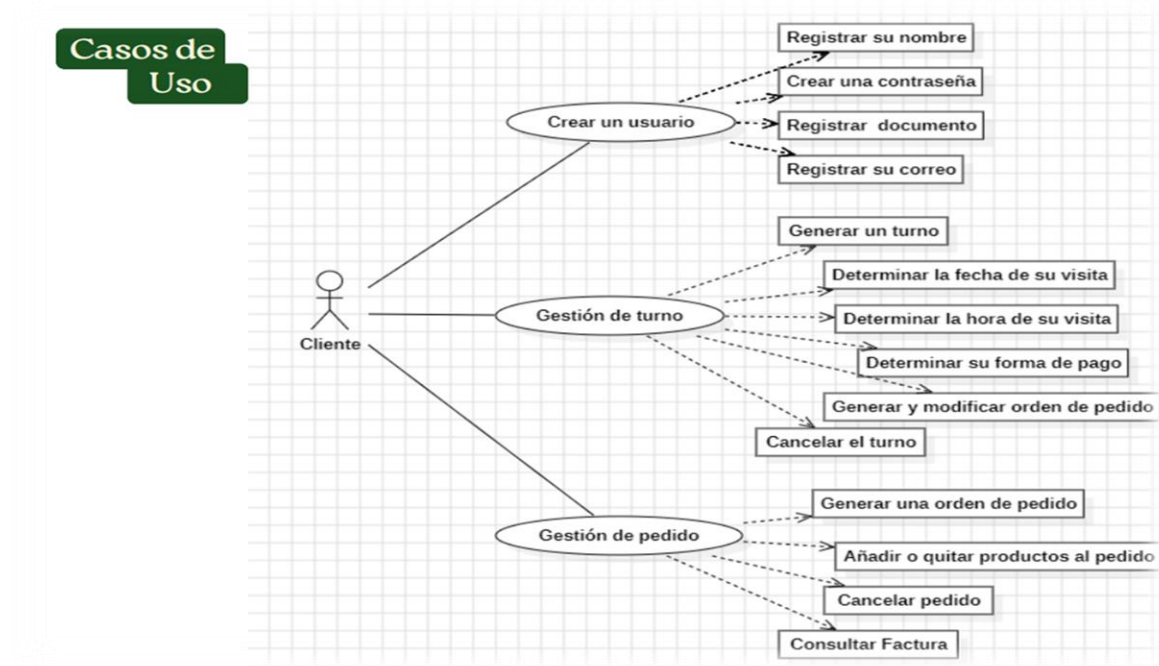 Casos de
Uso
Registrar su nombre
Crear una contraseña
Crear un usuario
Registrar documento
Registrar su correo
Generar un turno
Determinar la fecha de su visita
Gestión de turno
Determinar la hora de su visita
Cliente
Determinar su forma de pago
Generar y modificar orden de pedido
Cancelar el turno
Generar una orden de pedido
Gestión de pedido
Añadir o quitar productos al pedido
Cancelar pedido
Consultar Factura